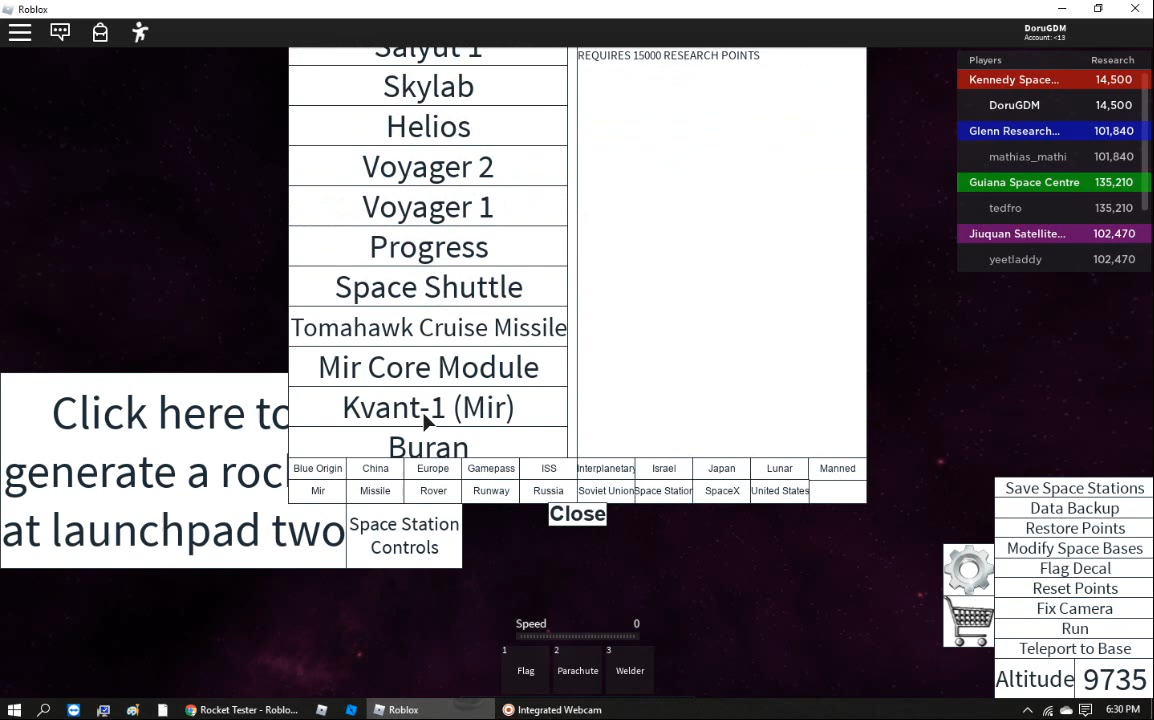 Roblox
DoruGDM
Account: <13
Players Research
Kennedy Space... 14,500
DoruGDM 14,500
Glenn Research... 101,840
mathias_mathi 101,840
Guiana Space Centre 135,210
tedfro 135,210
Jiuquan Satellite... 102,470
yeetladdy 102,470
Salyut 1
Skylab
Helios
Voyager 2
Voyager 1
Progress
Space Shuttle
Tomahawk Cruise Missile
Mir Core Module
Kvant-1 (Mir)
Buran
REQUIRES 15000 RESEARCH POINTS
Blue Origin China Europe Gamepass ISS Interplanetary Israel Japan Lunar Manned
Mir Missile Rover Runway Russia Soviet Union Space Station SpaceX United States
Close
Click here to
generate a roc
at launchpad two
Space Station
Controls
Save Space Stations
Data Backup
Restore Points
Modify Space Bases
Flag Decal
Reset Points
Fix Camera
Run
Teleport to Base
Altitude 9735
Speed 0
1 2 3
Flag Parachute Welder
Rocket Tester - Roblo... Roblox Integrated Webcam 6:30 PM